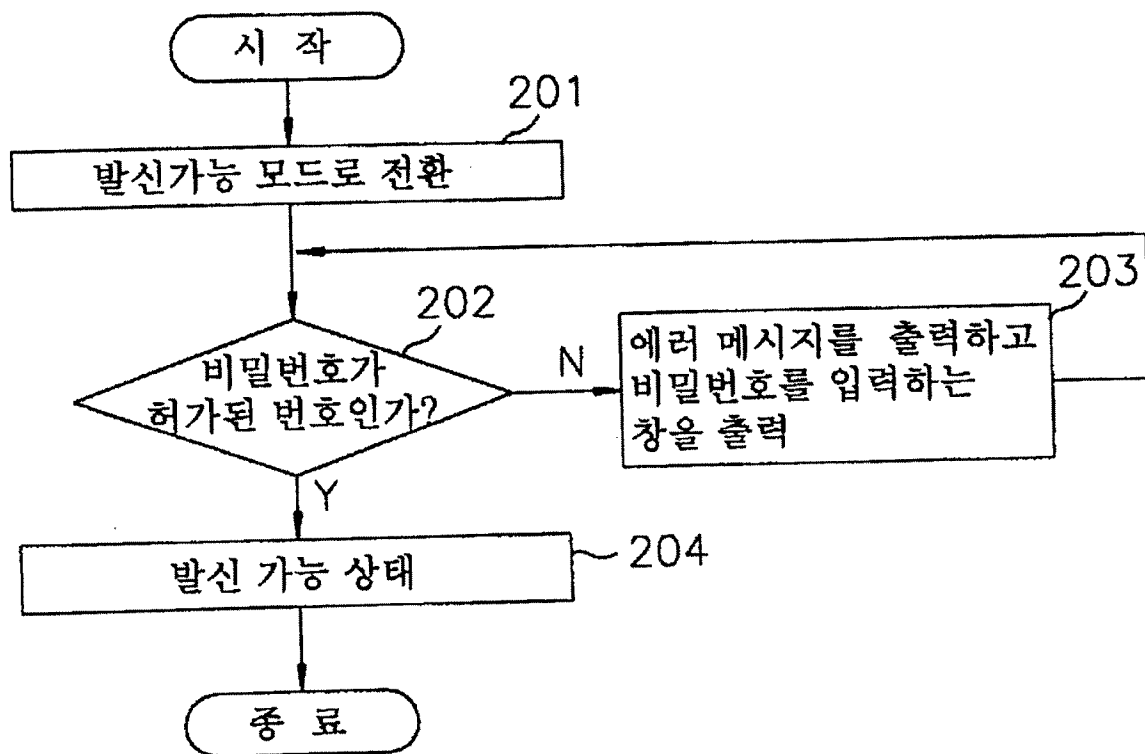 시 작
201
발신가능 모드로 전환
202
비밀번호가
허가된 번호인가?
N
203
에러 메시지를 출력하고
비밀번호를 입력하는
창을 출력
Y
204
발신 가능 상태
종 료